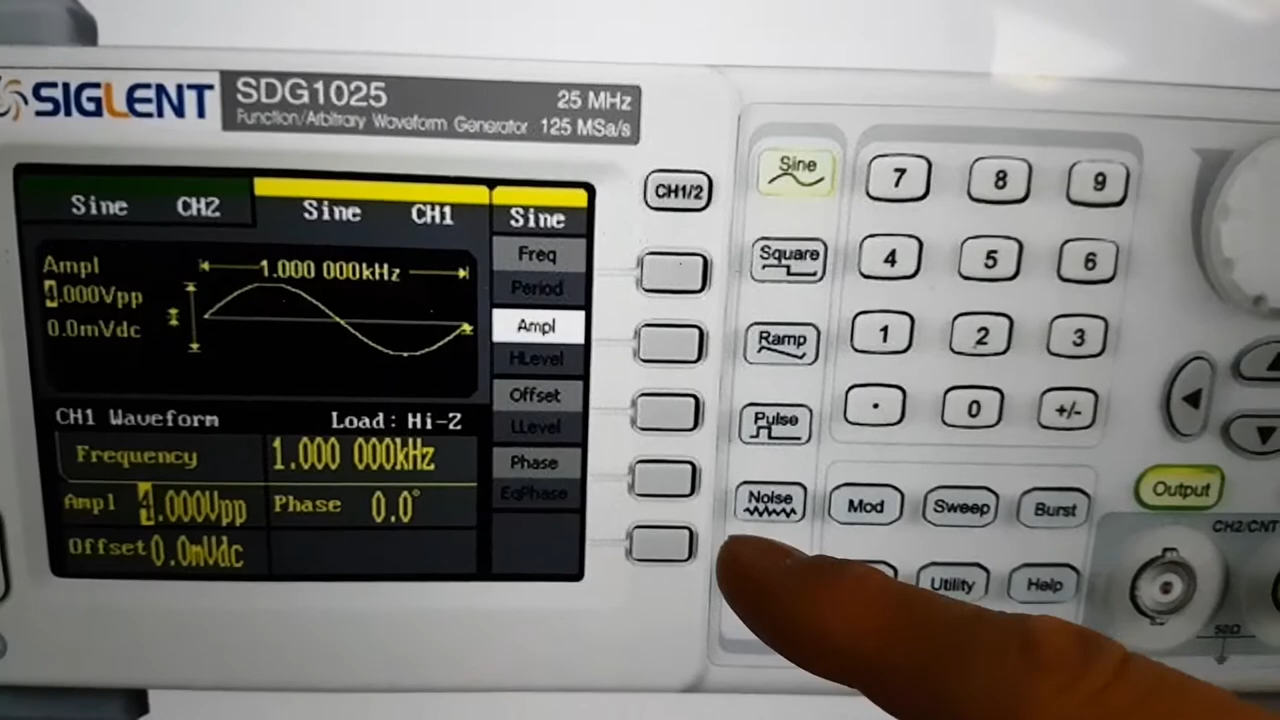 SIGLENT
SDG1025
25 MHz
Function/Arbitrary Waveform Generator 125 MSa/s
Sine CH2
Sine CH1
Sine
Ampl
4.000Vpp
0.0mVdc
1.000 000kHz
Freq
Period
Ampl
HLevel
Offset
LLevel
Phase
EqPhase
CH1 Waveform
Load: Hi-Z
Frequency
1.000 000kHz
Ampl 4.000Vpp
Phase 0.0°
Offset 0.0mVdc
CH1/2
Sine
Square
Ramp
Pulse
Noise
7 8 9
4 5 6
1 2 3
. 0 +/-
Mod Sweep Burst
Utility Help
Output
CH2/CNT
50Ω